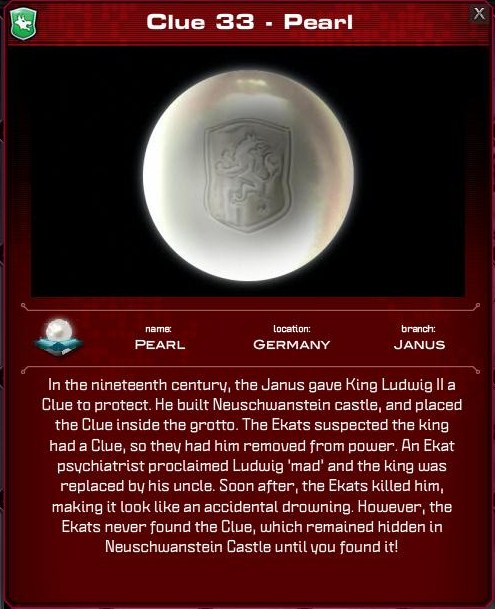 Clue 33 - Pearl
X
name:
PEARL
location:
GERMANY
branch:
JANUS
In the nineteenth century, the Janus gave King Ludwig II a
Clue to protect. He built Neuschwanstein castle, and placed
the Clue inside the grotto. The Ekats suspected the king
had a Clue, so they had him removed from power. An Ekat
psychiatrist proclaimed Ludwig 'mad' and the king was
replaced by his uncle. Soon after, the Ekats killed him,
making it look like an accidental drowning. However, the
Ekats never found the Clue, which remained hidden in
Neuschwanstein Castle until you found it!